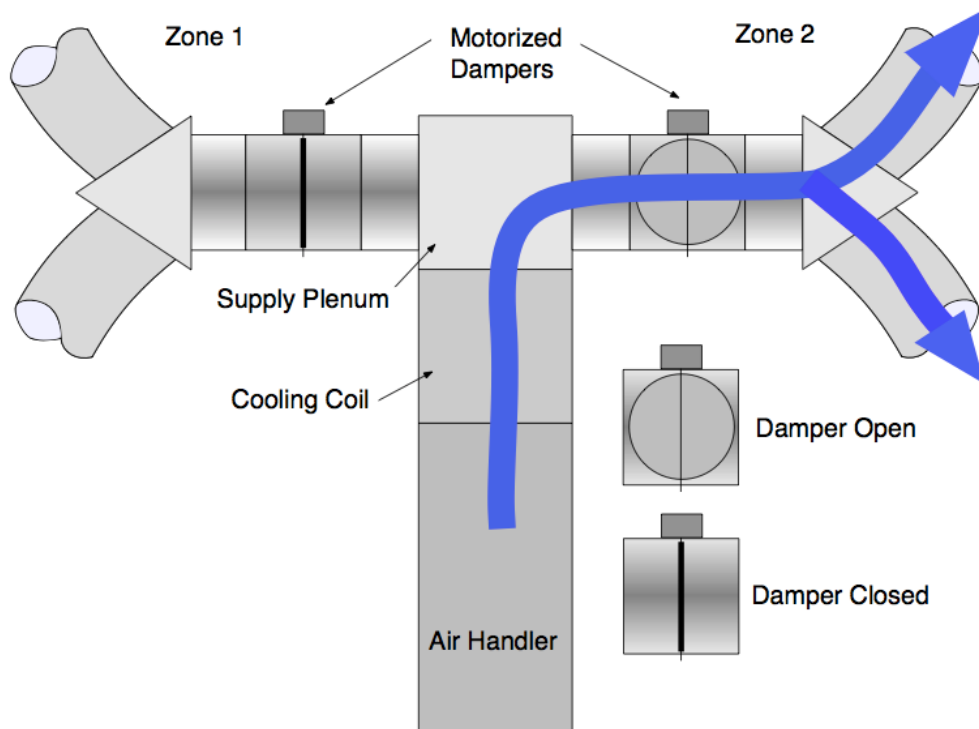 Zone 1
Motorized
Dampers
Zone 2
Supply Plenum
Cooling Coil
Damper Open
Damper Closed
Air Handler